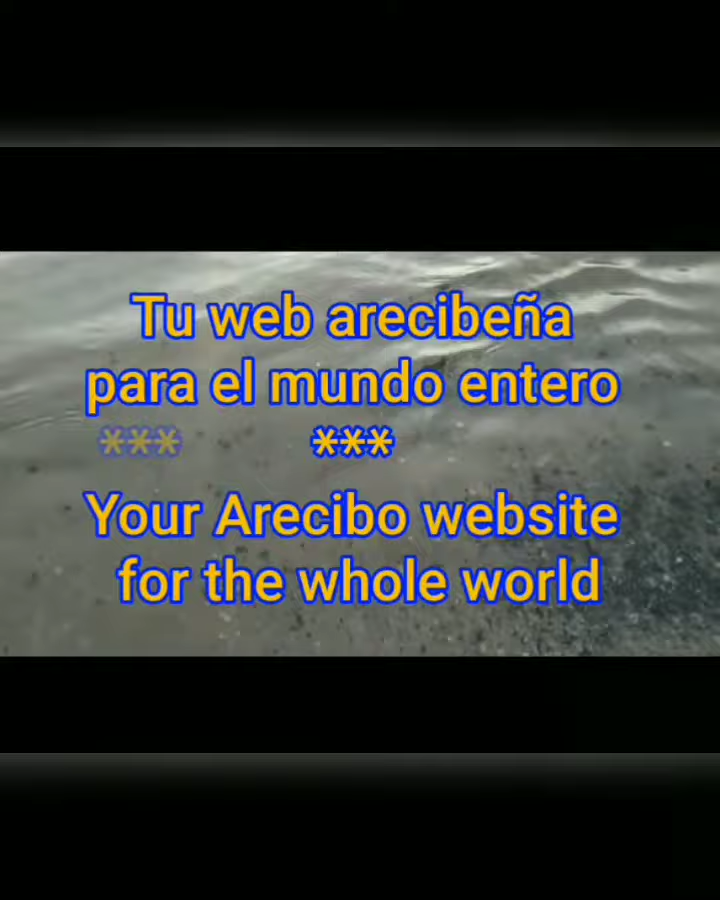 Tu web arecibeña
para el mundo entero
*** ***
Your Arecibo website
for the whole world